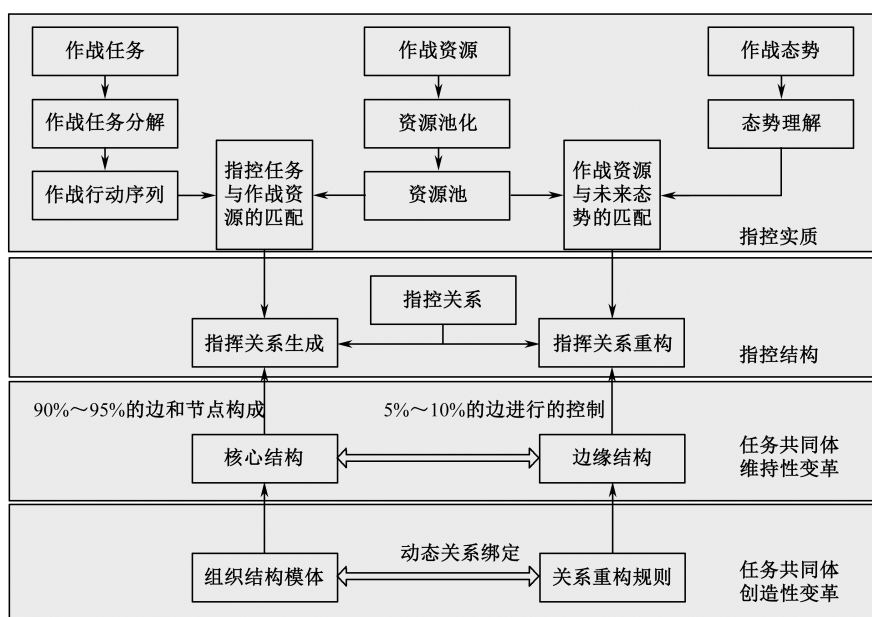 作战任务
作战资源
作战态势
作战任务分解
资源池化
态势理解
指控任务
与作战资
源的匹配
作战资源
与未来态
势的匹配
作战行动序列
资源池
指控实质
指控关系
指挥关系生成
指挥关系重构
指控结构
90%～95%的边和节点构成
5%～10%的边进行的控制
核心结构
边缘结构
任务共同体
维持性变革
动态关系绑定
组织结构模体
关系重构规则
任务共同体
创造性变革